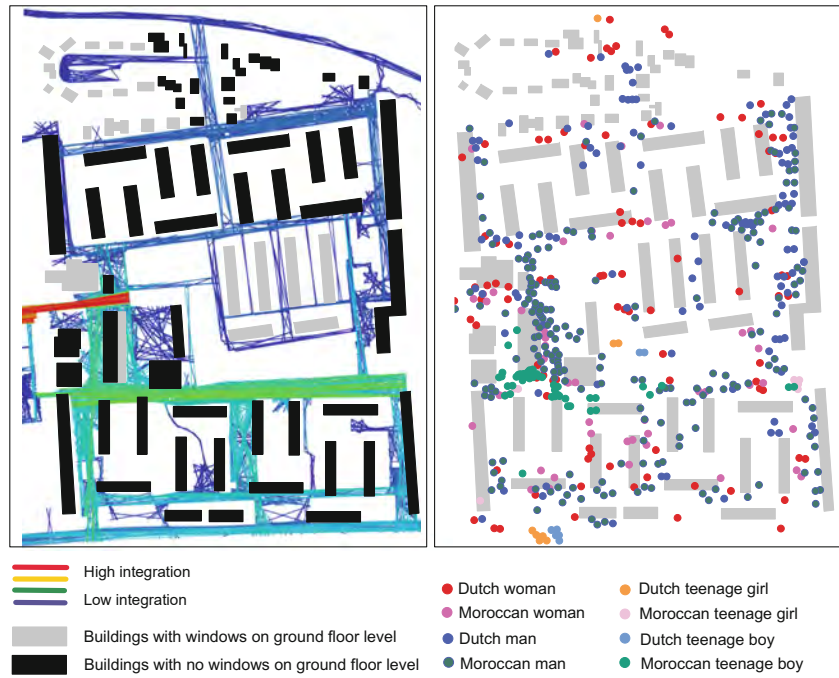 High integration
Low integration
Buildings with windows on ground floor level
Buildings with no windows on ground floor level
Dutch woman
Moroccan woman
Dutch man
Moroccan man
Dutch teenage girl
Moroccan teenage girl
Dutch teenage boy
Moroccan teenage boy